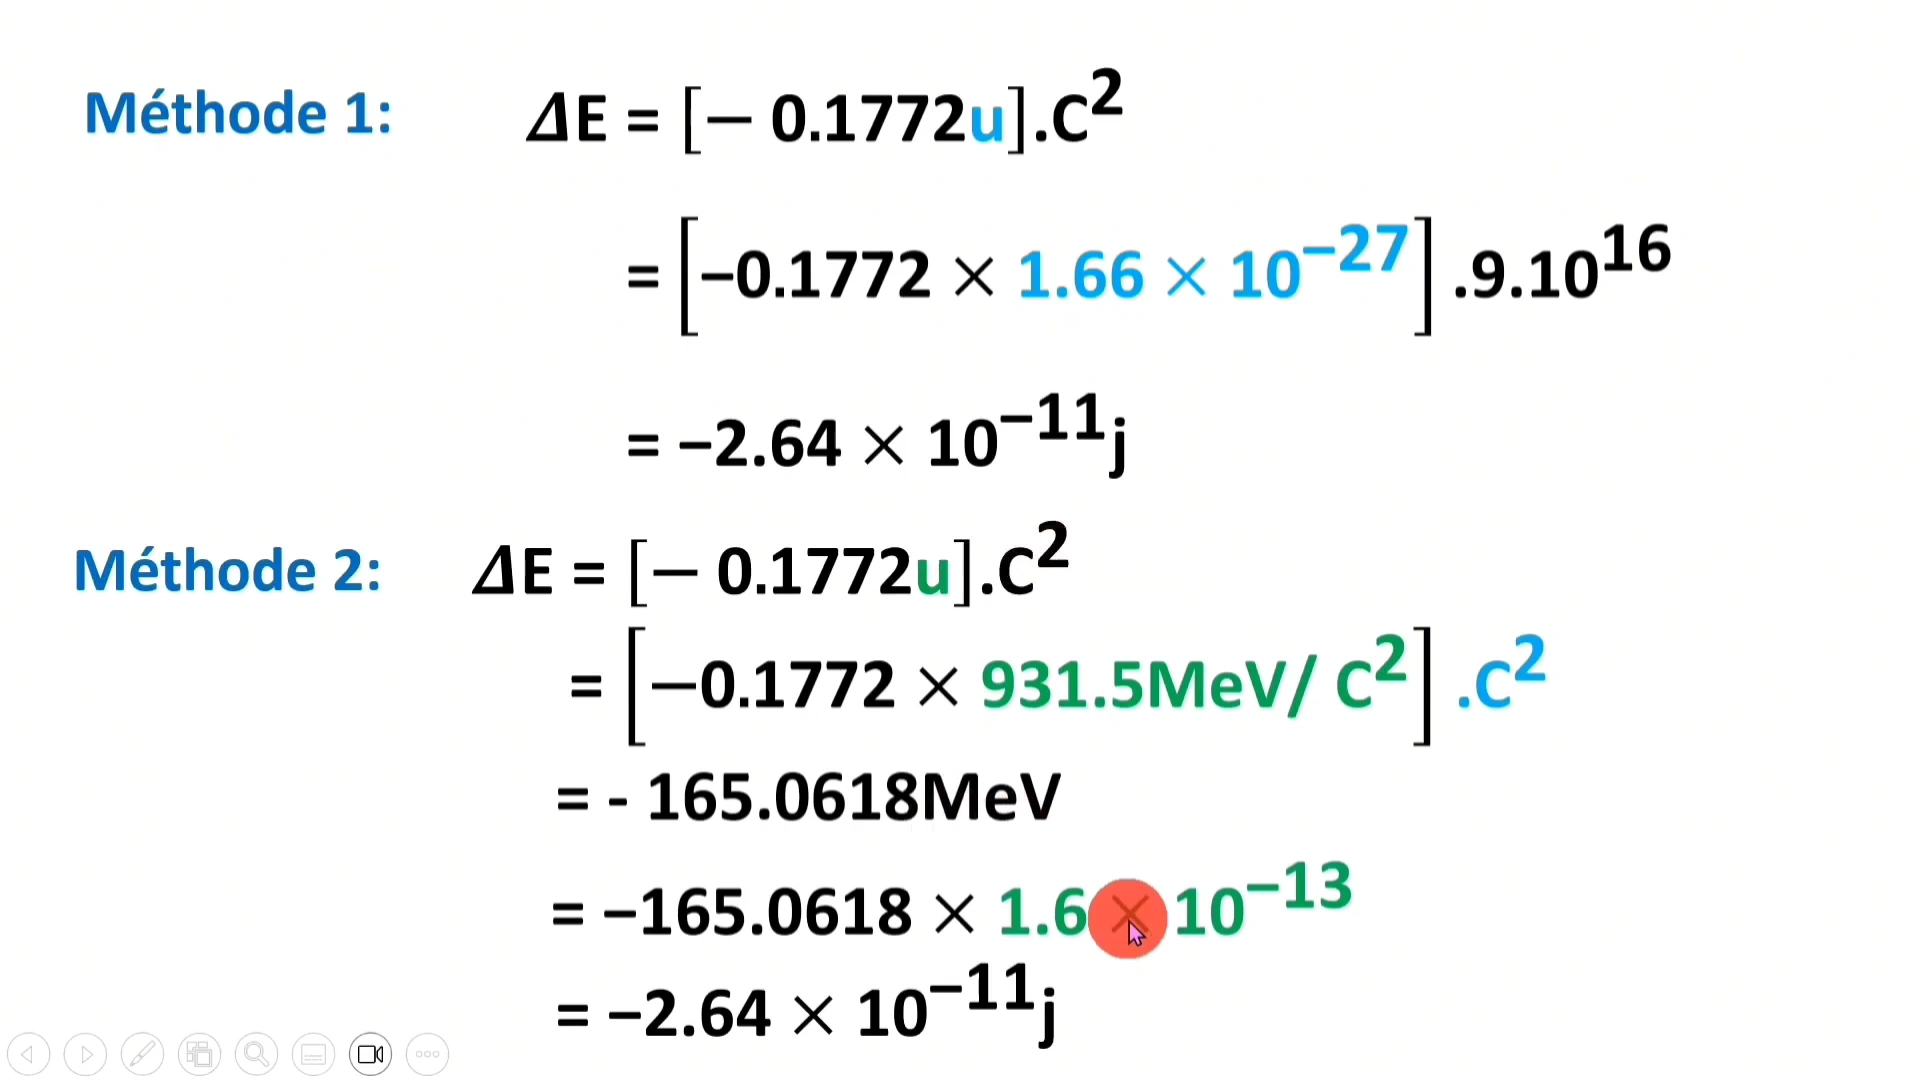 Méthode 1: ΔE = [− 0.1772u].C²
= [−0.1772 × 1.66 × 10⁻²⁷] .9.10¹⁶
= −2.64 × 10⁻¹¹j
Méthode 2: ΔE = [− 0.1772u].C²
= [−0.1772 × 931.5MeV/ C²] .C²
= - 165.0618MeV
= −165.0618 × 1.6 × 10⁻¹³
= −2.64 × 10⁻¹¹j